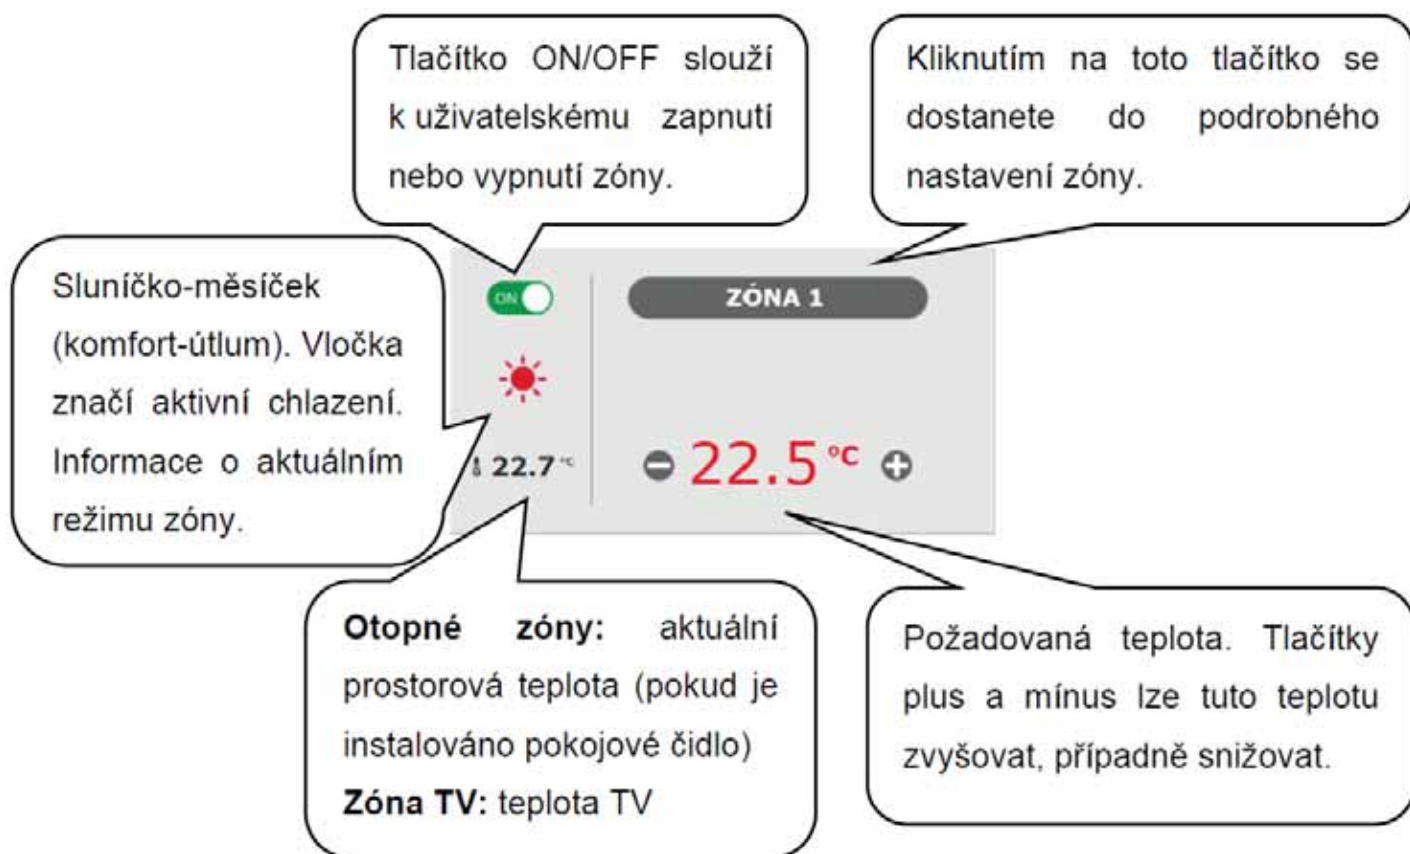 Tlačítko ON/OFF slouží
k uživatelskému zapnutí
nebo vypnutí zóny.
Kliknutím na toto tlačítko se
dostanete do podrobného
nastavení zóny.
Sluníčko-měsíček
(komfort-útlum). Vločka
značí aktivní chlazení.
Informace o aktuálním
režimu zóny.
ON
ZÓNA 1
22.7 °C
22.5 °C
Otopné zóny: aktuální
prostorová teplota (pokud je
instalováno pokojové čidlo)
Zóna TV: teplota TV
Požadovaná teplota. Tlačítky
plus a mínus lze tuto teplotu
zvyšovat, případně snižovat.